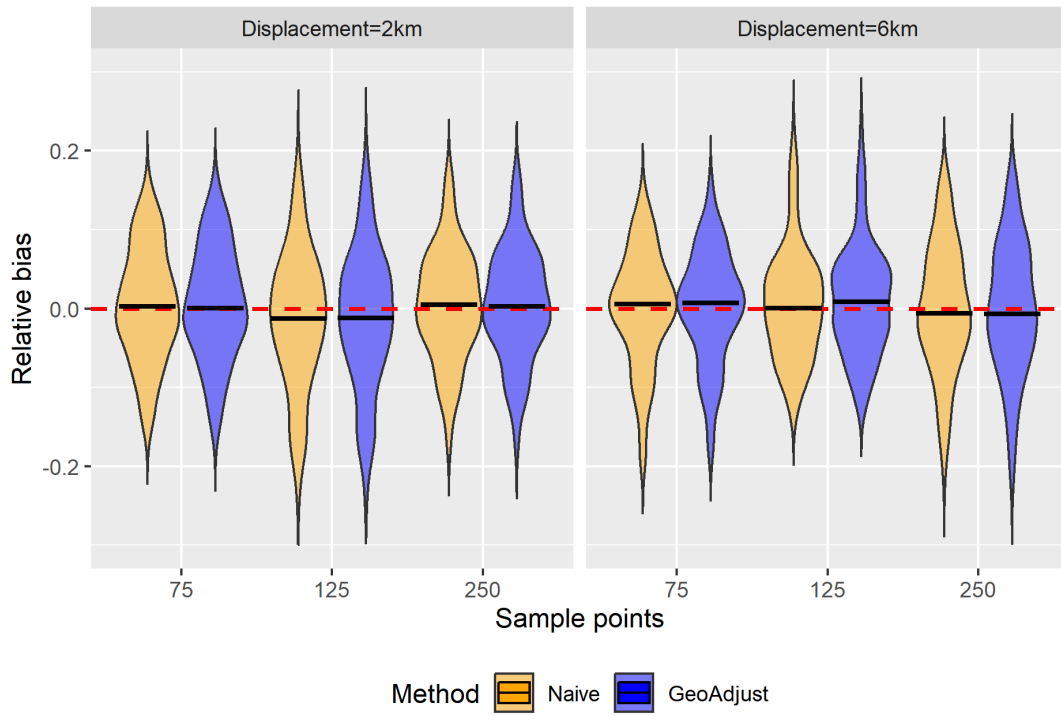 Displacement=2km Displacement=6km
Relative bias
0.2
0.0
-0.2
75 125 250 75 125 250
Sample points
Method Naive GeoAdjust